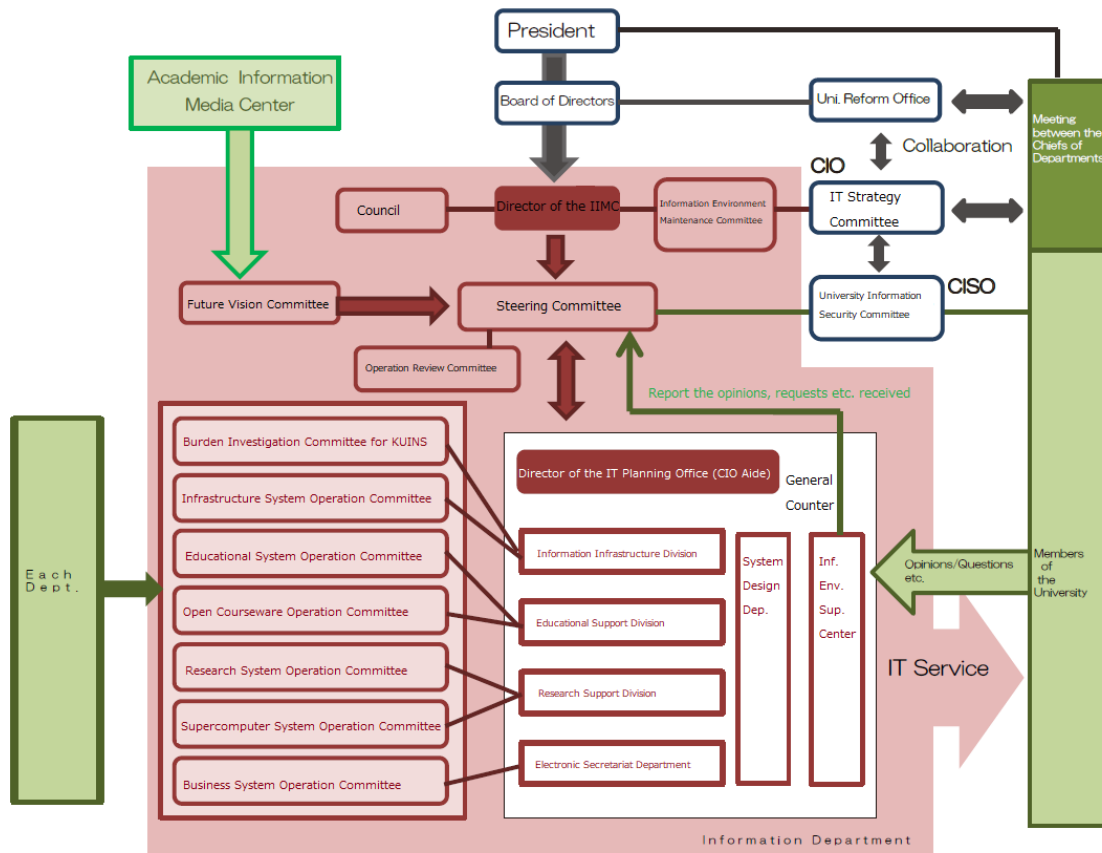 President
Academic Information
Media Center
Board of Directors
Uni. Reform Office
Meeting
between the
Chiefs of
Departments
Collaboration
CIO
Council
Director of the IIMC
Information Environment
Maintenance Committee
IT Strategy
Committee
Future Vision Committee
Steering Committee
University Information
Security Committee
CISO
Operation Review Committee
Report the opinions, requests etc. received
Burden Investigation Committee for KUINS
Infrastructure System Operation Committee
Educational System Operation Committee
Open Courseware Operation Committee
Research System Operation Committee
Supercomputer System Operation Committee
Business System Operation Committee
Each
Dept.
Director of the IT Planning Office (CIO Aide)
General
Counter
Information Infrastructure Division
Educational Support Division
Research Support Division
Electronic Secretariat Department
System
Design
Dep.
Inf.
Env.
Sup.
Center
Opinions/Questions
etc.
Members
of
the
University
IT Service
Information Department